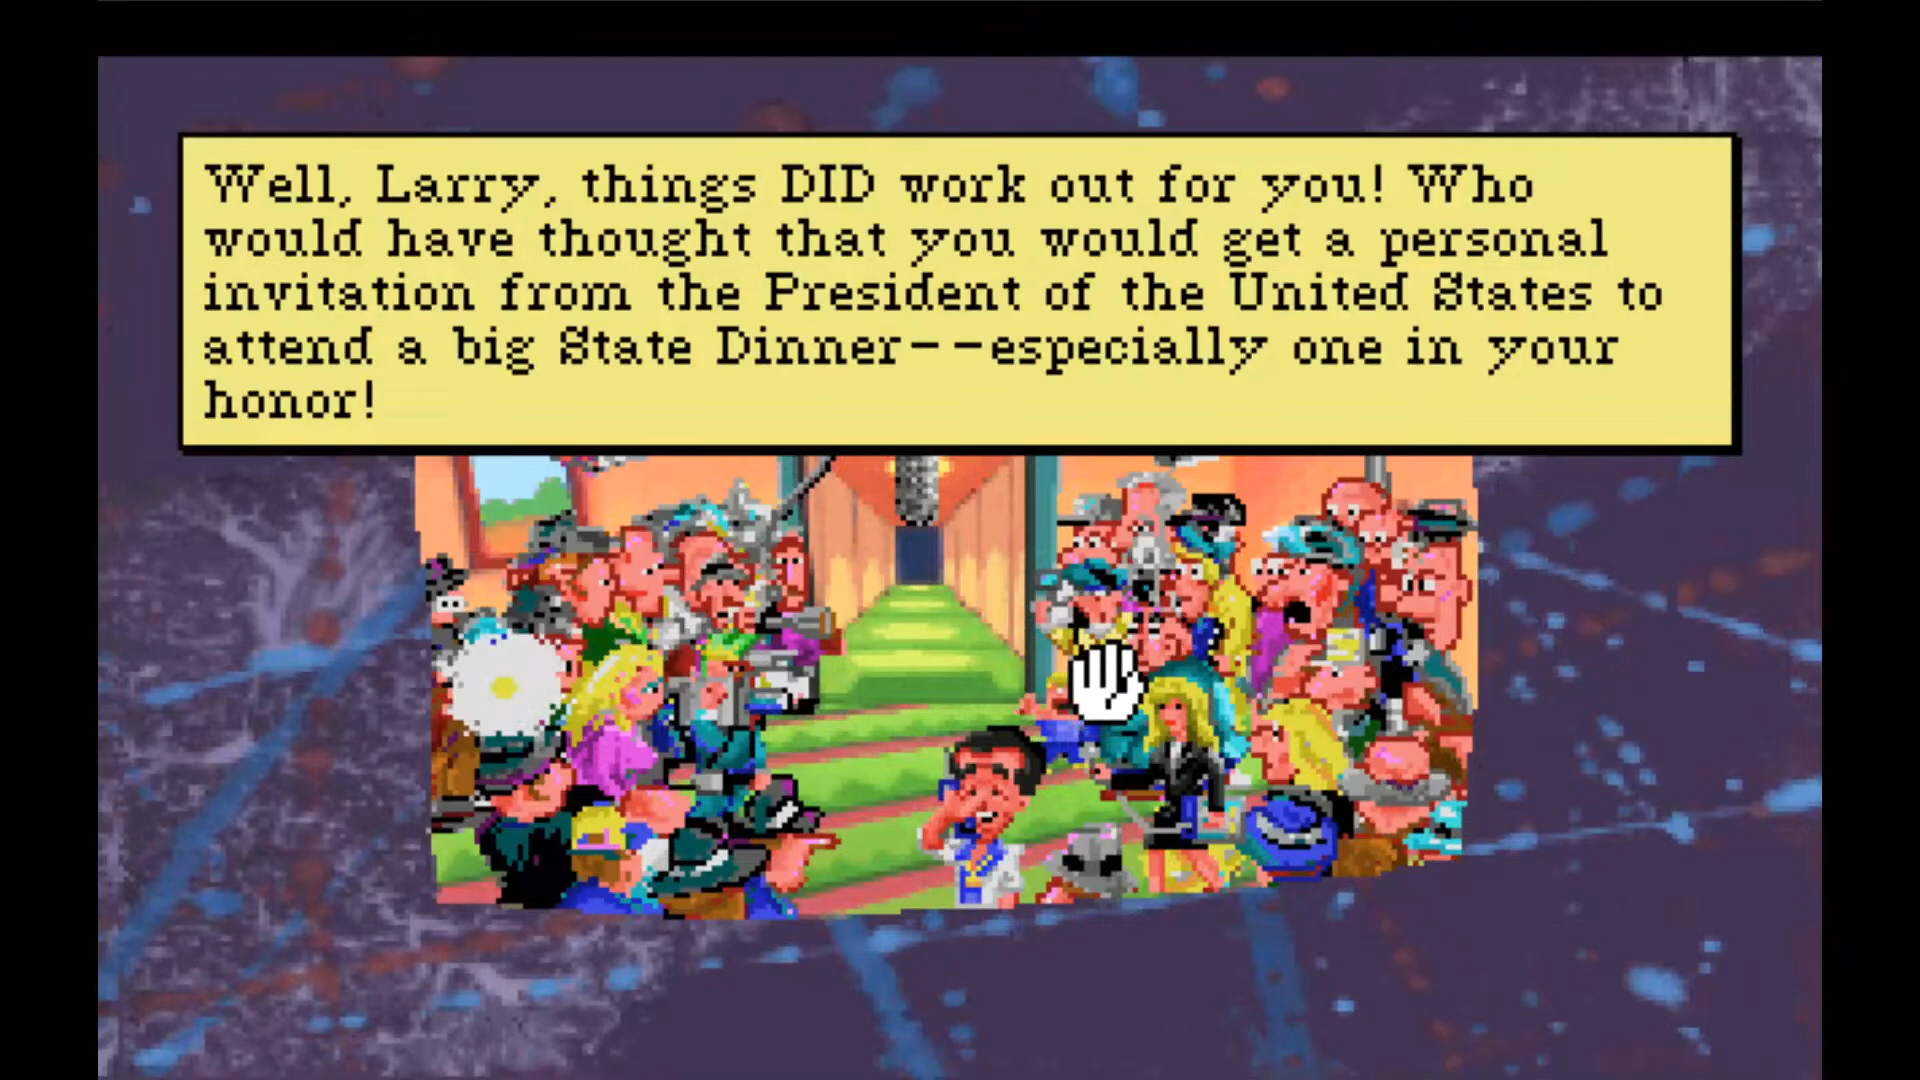 Well, Larry, things DID work out for you! Who
would have thought that you would get a personal
invitation from the President of the United States to
attend a big State Dinner--especially one in your
honor!